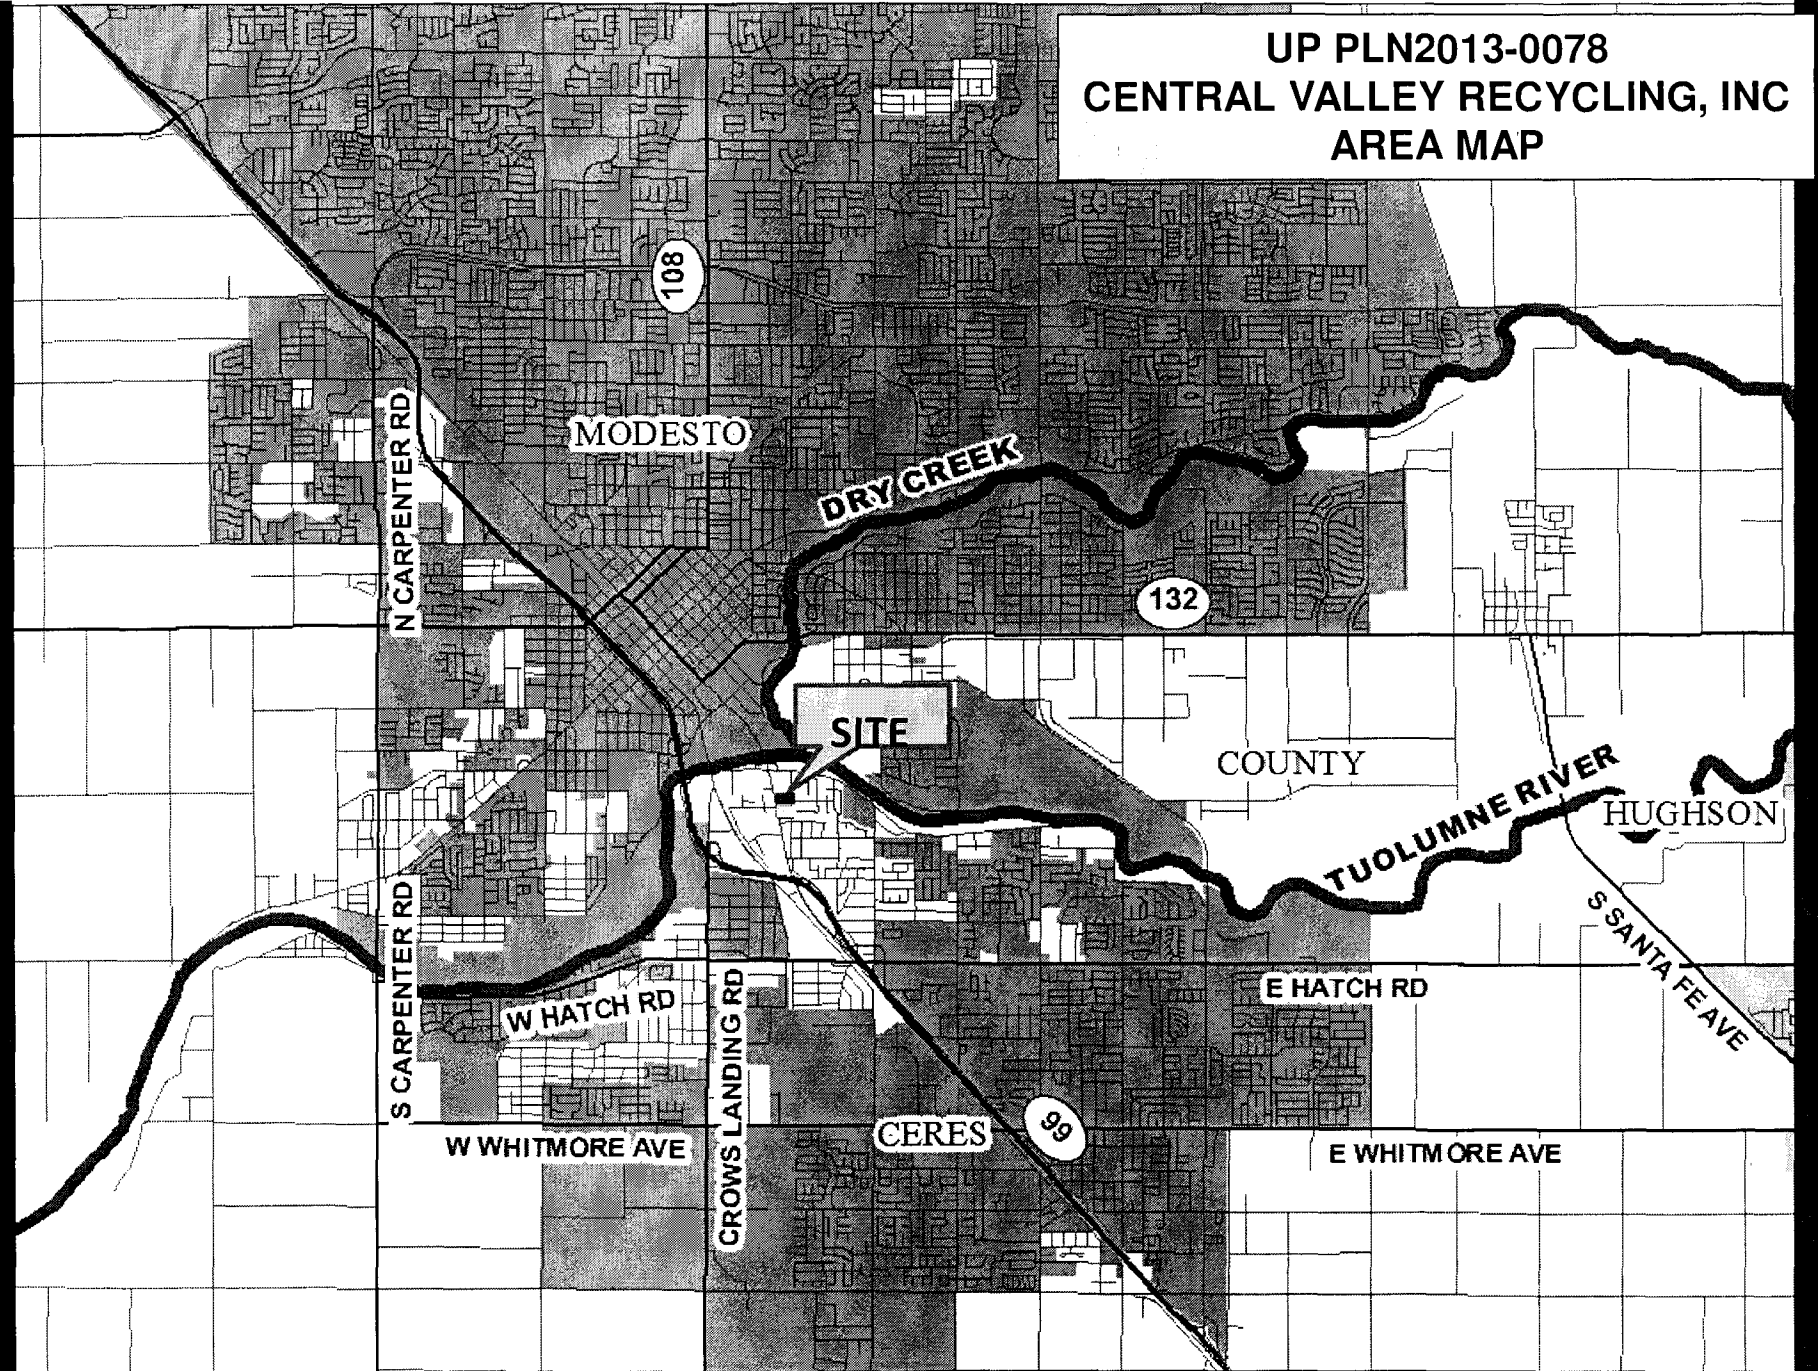 UP PLN2013-0078
CENTRAL VALLEY RECYCLING, INC
AREA MAP
108
N CARPENTER RD
MODESTO
DRY CREEK
132
SITE
COUNTY
TUOLUMNE RIVER
HUGHSON
S CARPENTER RD
S SANTA FE AVE
W HATCH RD
E HATCH RD
CROWS LANDING RD
99
CERES
W WHITMORE AVE
E WHITMORE AVE